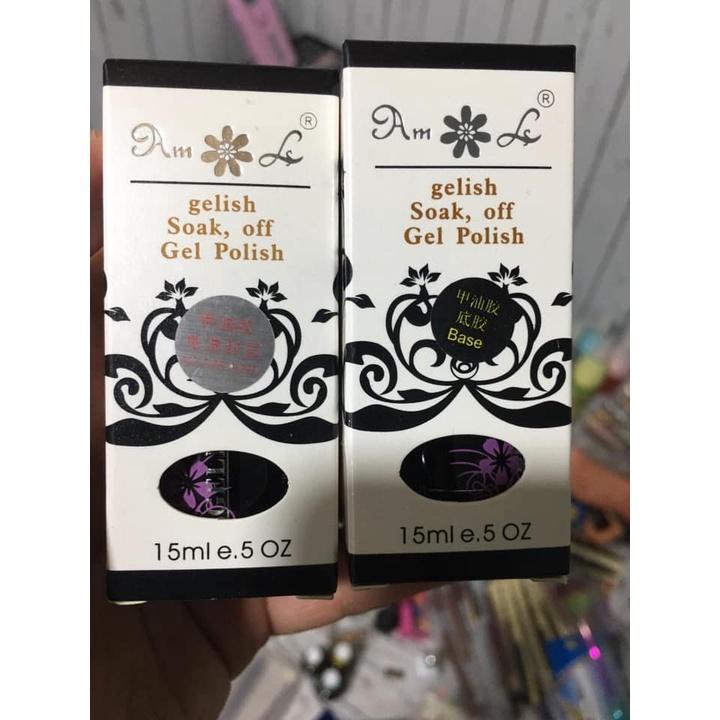 Am Ls ®
gelish
Soak, off
Gel Polish
15ml e.5 OZ
Am Ls ®
gelish
Soak, off
Gel Polish
甲油胶
底胶
Base
15ml e.5 OZ